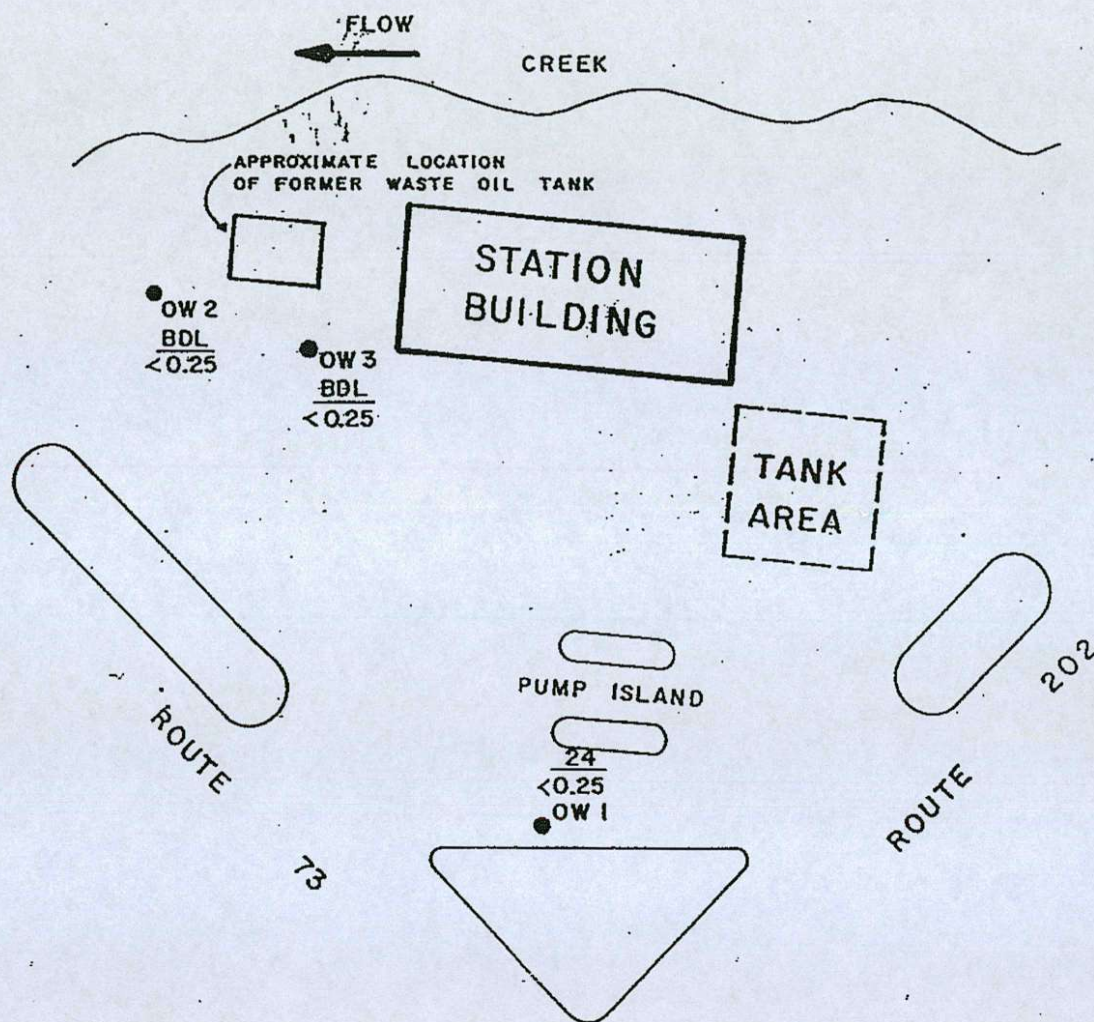 FLOW
CREEK
APPROXIMATE LOCATION
OF FORMER WASTE OIL TANK
STATION
BUILDING
OW 2
BDL
<0.25
OW 3
BDL
<0.25
TANK
AREA
PUMP ISLAND
24
<0.25
OW 1
ROUTE
73
ROUTE
202